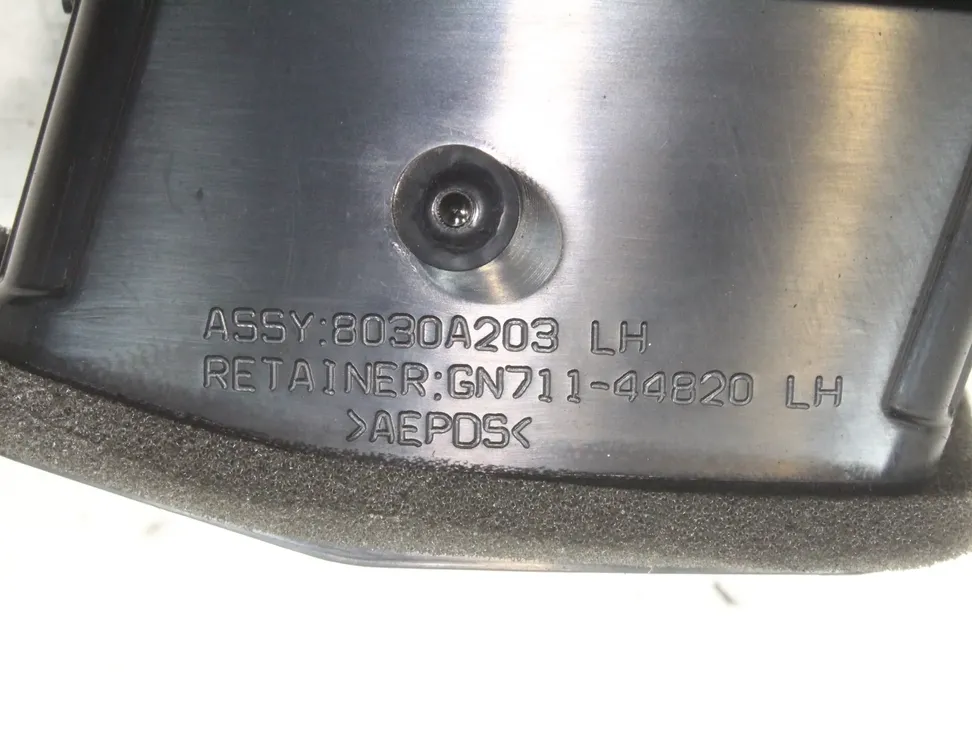 ASSY:8030A203 LH
RETAINER:GN711-44820 LH
>AEPDS<